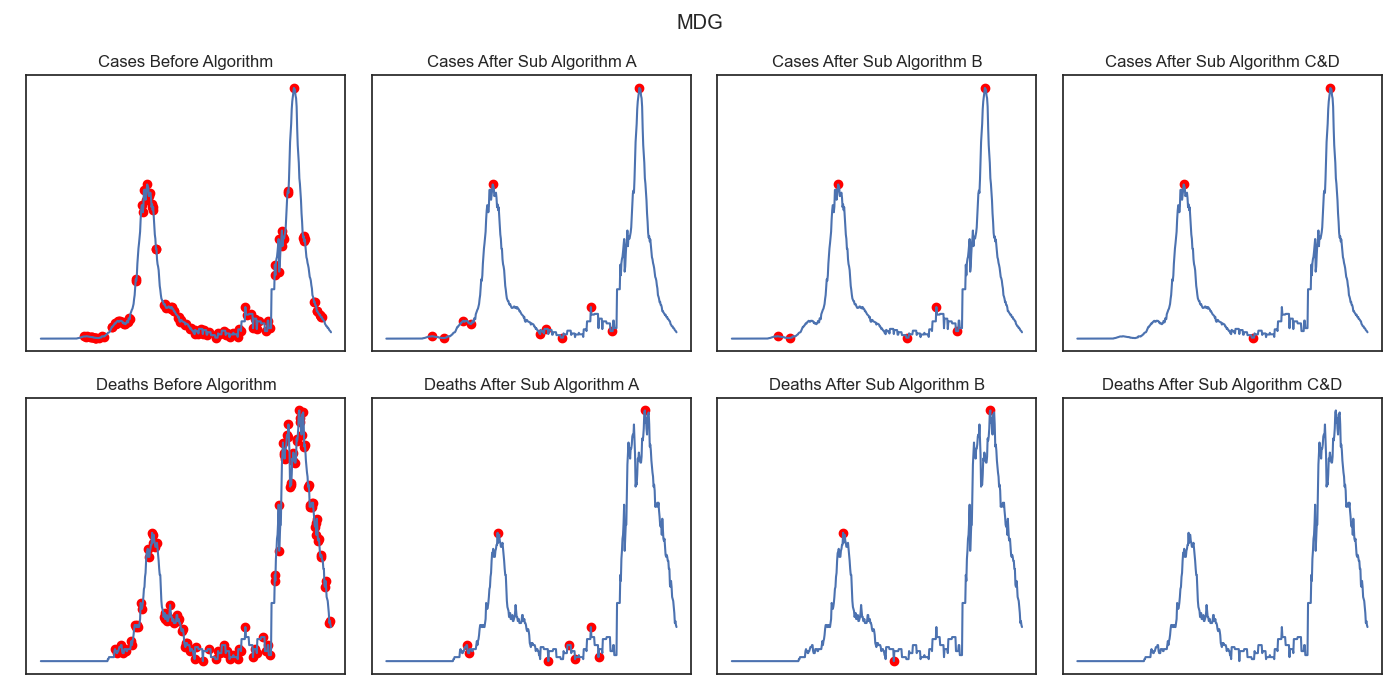 MDG
Cases Before Algorithm
Cases After Sub Algorithm A
Cases After Sub Algorithm B
Cases After Sub Algorithm C&D
Deaths Before Algorithm
Deaths After Sub Algorithm A
Deaths After Sub Algorithm B
Deaths After Sub Algorithm C&D